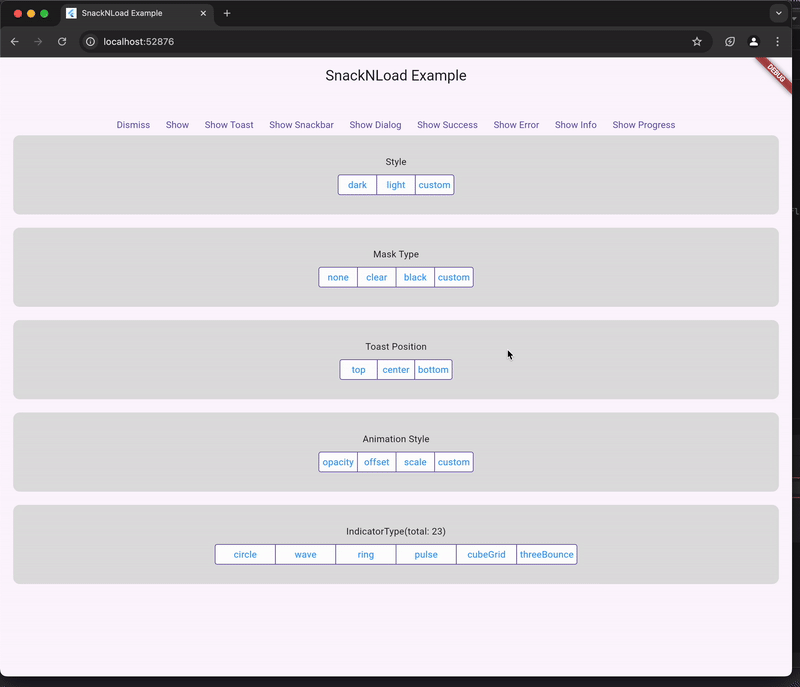 SnackNLoad Example
localhost:52876
SnackNLoad Example
DEBUG
Dismiss Show Show Toast Show Snackbar Show Dialog Show Success Show Error Show Info Show Progress
Style
dark light custom
Mask Type
none clear black custom
Toast Position
top center bottom
Animation Style
opacity offset scale custom
IndicatorType(total: 23)
circle wave ring pulse cubeGrid threeBounce